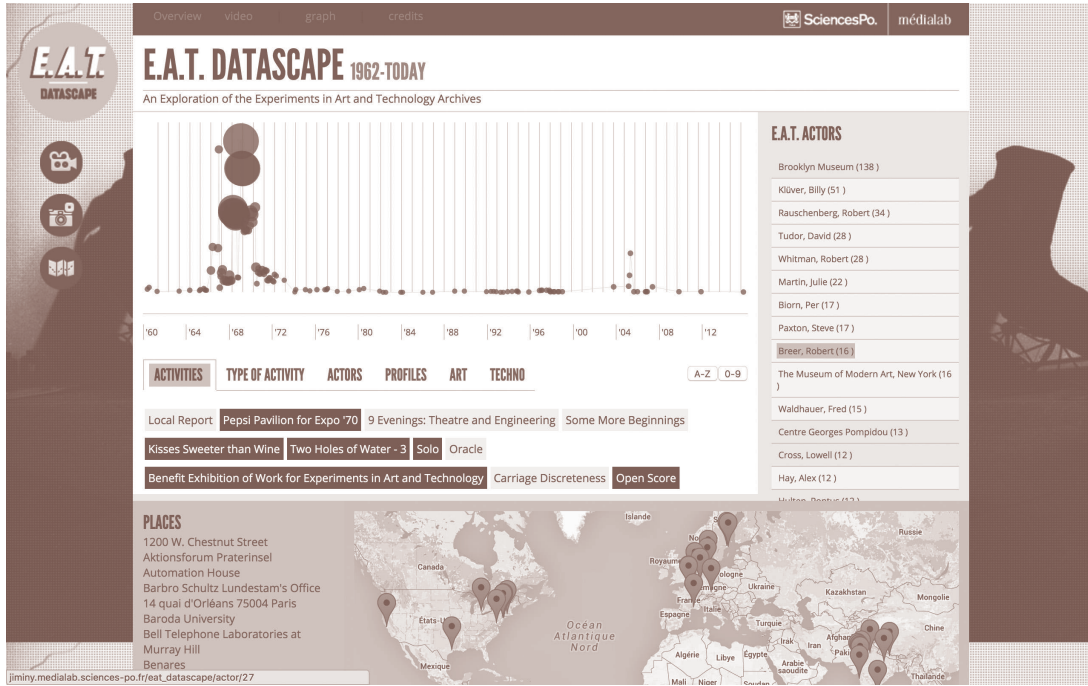 Overview video graph credits
SciencesPo. médialab
E.A.T.
DATASCAPE
E.A.T. DATASCAPE 1962-TODAY
An Exploration of the Experiments in Art and Technology Archives
'60 '64 '68 '72 '76 '80 '84 '88 '92 '96 '00 '04 '08 '12
ACTIVITIES TYPE OF ACTIVITY ACTORS PROFILES ART TECHNO A-Z 0-9
Local Report Pepsi Pavilion for Expo '70 9 Evenings: Theatre and Engineering Some More Beginnings
Kisses Sweeter than Wine Two Holes of Water - 3 Solo Oracle
Benefit Exhibition of Work for Experiments in Art and Technology Carriage Discreteness Open Score
E.A.T. ACTORS
Brooklyn Museum (138 )
Klüver, Billy (51 )
Rauschenberg, Robert (34 )
Tudor, David (28 )
Whitman, Robert (28 )
Martin, Julie (22 )
Biorn, Per (17 )
Paxton, Steve (17 )
Breer, Robert (16 )
The Museum of Modern Art, New York (16
)
Waldhauer, Fred (15 )
Centre Georges Pompidou (13 )
Cross, Lowell (12 )
Hay, Alex (12 )
PLACES
1200 W. Chestnut Street
Aktionsforum Praterinsel
Automation House
Barbro Schultz Lundestam's Office
14 quai d'Orléans 75004 Paris
Baroda University
Bell Telephone Laboratories at
Murray Hill
Benares
Islande
Russie
Canada
Ukraine
Kazakhstan
Mongolie
Espagne
Italie
Turquie
Chine
Océan
Atlantique
Nord
Irak
Iran
Algérie
Libye
Égypte
Arabie
saoudite
Mexique
Mali
Niger
Soudan
Thaïlande
jiminy.medialab.sciences-po.fr/eat_datascape/actor/27